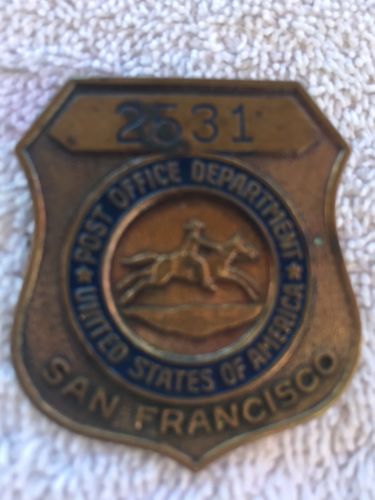 2531
POST OFFICE DEPARTMENT
UNITED STATES OF AMERICA
SAN FRANCISCO